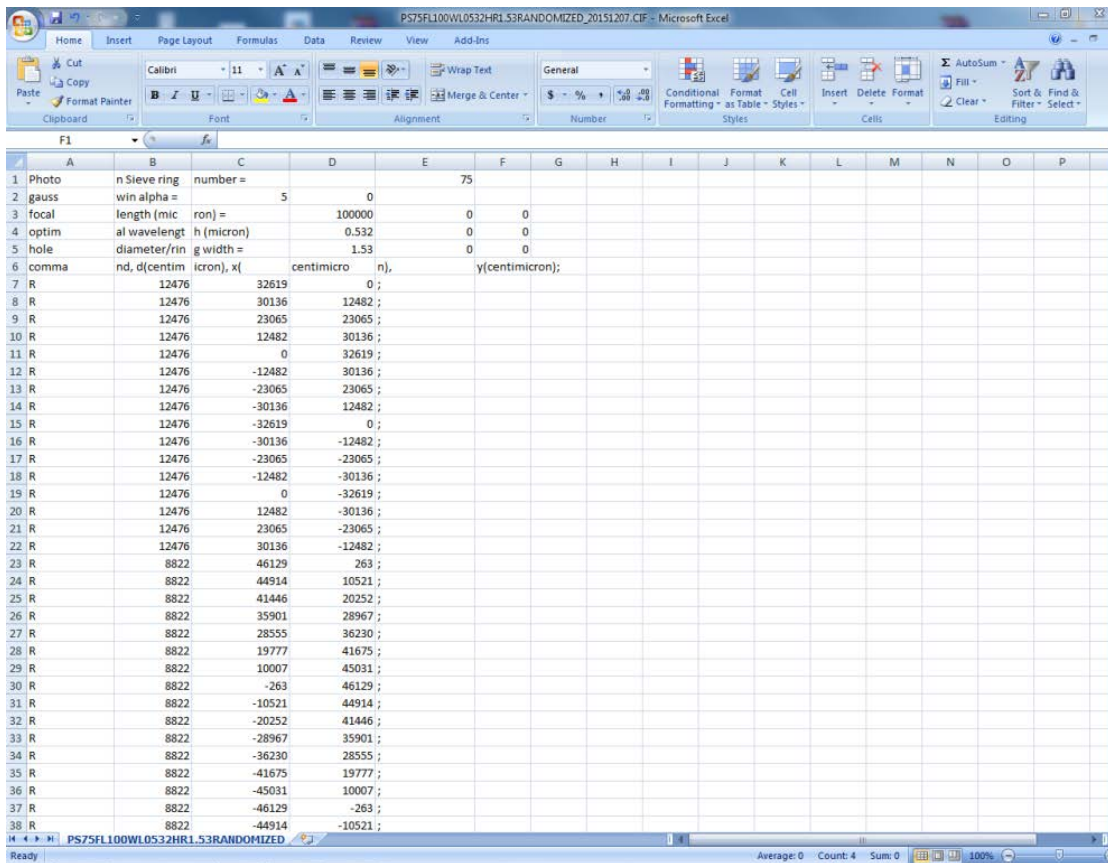 PS75FL100WL0532HR1.53RANDOMIZED_20151207.CIF - Microsoft Excel
Home Insert Page Layout Formulas Data Review View Add-Ins
Paste Cut Copy Format Painter Clipboard
Calibri 11 A A B I U A Font
Wrap Text Merge & Center Alignment
General $ % , .0 .00 .00 .0 Number
Conditional Formatting Format as Table Cell Styles Styles
Insert Delete Format Cells
Σ AutoSum Fill Clear Sort & Filter Find & Select Editing
F1 fx
A B C D E F G H I J K L M N O P
1 Photo n Sieve ring number = 75
2 gauss win alpha = 5 0
3 focal length (mic ron) = 100000 0 0
4 optim al wavelengt h (micron) 0.532 0 0
5 hole diameter/rin g width = 1.53 0 0
6 comma nd, d(centim icron), x( centimicro n), y(centimicron);
7 R 12476 32619 0 ;
8 R 12476 30136 12482 ;
9 R 12476 23065 23065 ;
10 R 12476 12482 30136 ;
11 R 12476 0 32619 ;
12 R 12476 -12482 30136 ;
13 R 12476 -23065 23065 ;
14 R 12476 -30136 12482 ;
15 R 12476 -32619 0 ;
16 R 12476 -30136 -12482 ;
17 R 12476 -23065 -23065 ;
18 R 12476 -12482 -30136 ;
19 R 12476 0 -32619 ;
20 R 12476 12482 -30136 ;
21 R 12476 23065 -23065 ;
22 R 12476 30136 -12482 ;
23 R 8822 46129 263 ;
24 R 8822 44914 10521 ;
25 R 8822 41446 20252 ;
26 R 8822 35901 28967 ;
27 R 8822 28555 36230 ;
28 R 8822 19777 41675 ;
29 R 8822 10007 45031 ;
30 R 8822 -263 46129 ;
31 R 8822 -10521 44914 ;
32 R 8822 -20252 41446 ;
33 R 8822 -28967 35901 ;
34 R 8822 -36230 28555 ;
35 R 8822 -41675 19777 ;
36 R 8822 -45031 10007 ;
37 R 8822 -46129 -263 ;
38 R 8822 -44914 -10521 ;
PS75FL100WL0532HR1.53RANDOMIZED
Ready Average: 0 Count: 4 Sum: 0 100%